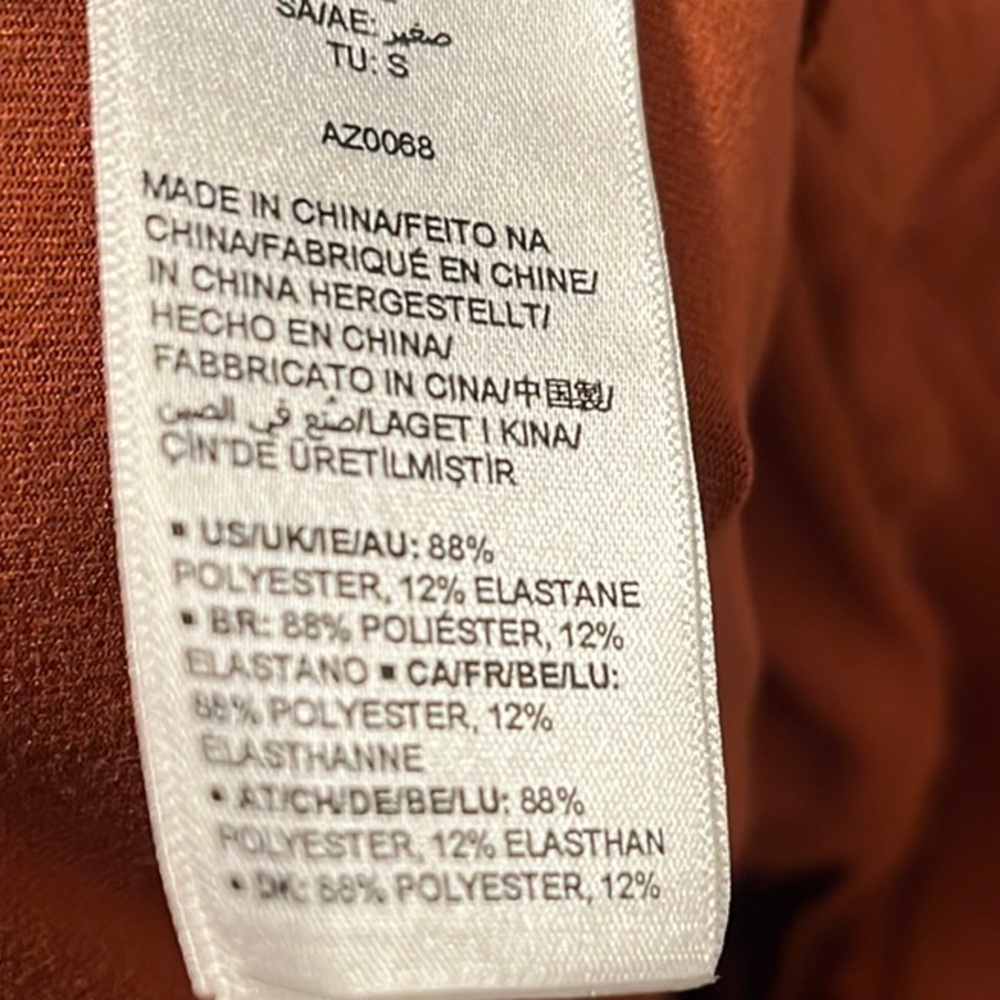 SA/AE: صغير
TU: S
AZ0068
MADE IN CHINA/FEITO NA
CHINA/FABRIQUÉ EN CHINE/
IN CHINA HERGESTELLT/
HECHO EN CHINA/
FABBRICATO IN CINA/中国製/
صُنع في الصين/LAGET I KINA/
ÇİN'DE ÜRETİLMİŞTİR
▪ US/UK/IE/AU: 88%
POLYESTER, 12% ELASTANE
▪ BR: 88% POLIÉSTER, 12%
ELASTANO ▪ CA/FR/BE/LU:
88% POLYESTER, 12%
ELASTHANNE
▪ AT/CH/DE/BE/LU: 88%
POLYESTER, 12% ELASTHAN
▪ DK: 88% POLYESTER, 12%